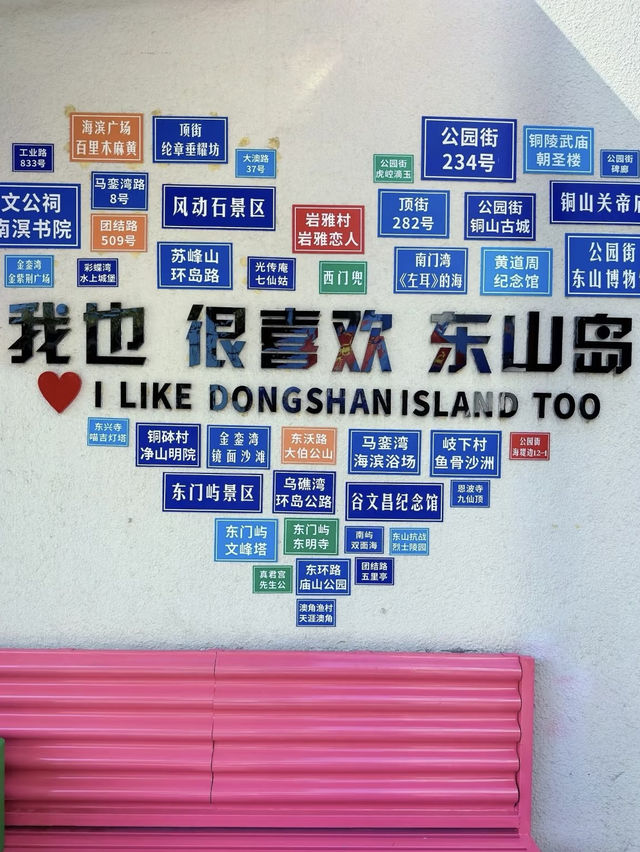 海滨广场
百里木麻黄
顶街
纶章垂耀坊
公园街
234号
铜陵武庙
朝圣楼
工业路
833号
大澳路
37号
公园街
虎崆滴玉
公园街
碑廊
文公祠
南溟书院
马銮湾路
8号
风动石景区
岩雅村
岩雅恋人
顶街
282号
公园街
铜山古城
铜山关帝庙
团结路
509号
金銮湾
金紫荆广场
彩蝶湾
水上城堡
苏峰山
环岛路
光传庵
七仙姑
西门兜
南门湾
《左耳》的海
黄道周
纪念馆
公园街
东山博物
我也 很喜欢 东山岛
I LIKE DONGSHAN ISLAND TOO
东兴寺
喵吉灯塔
铜砵村
净山明院
金銮湾
镜面沙滩
东沃路
大伯公山
马銮湾
海滨浴场
岐下村
鱼骨沙洲
公园街
海堤边12-1
东门屿景区
乌礁湾
环岛公路
谷文昌纪念馆
恩波寺
九仙顶
东门屿
文峰塔
东门屿
东明寺
南屿
双面海
东山抗战
烈士陵园
真君宫
先生公
东环路
庙山公园
团结路
五里亭
澳角渔村
天涯澳角